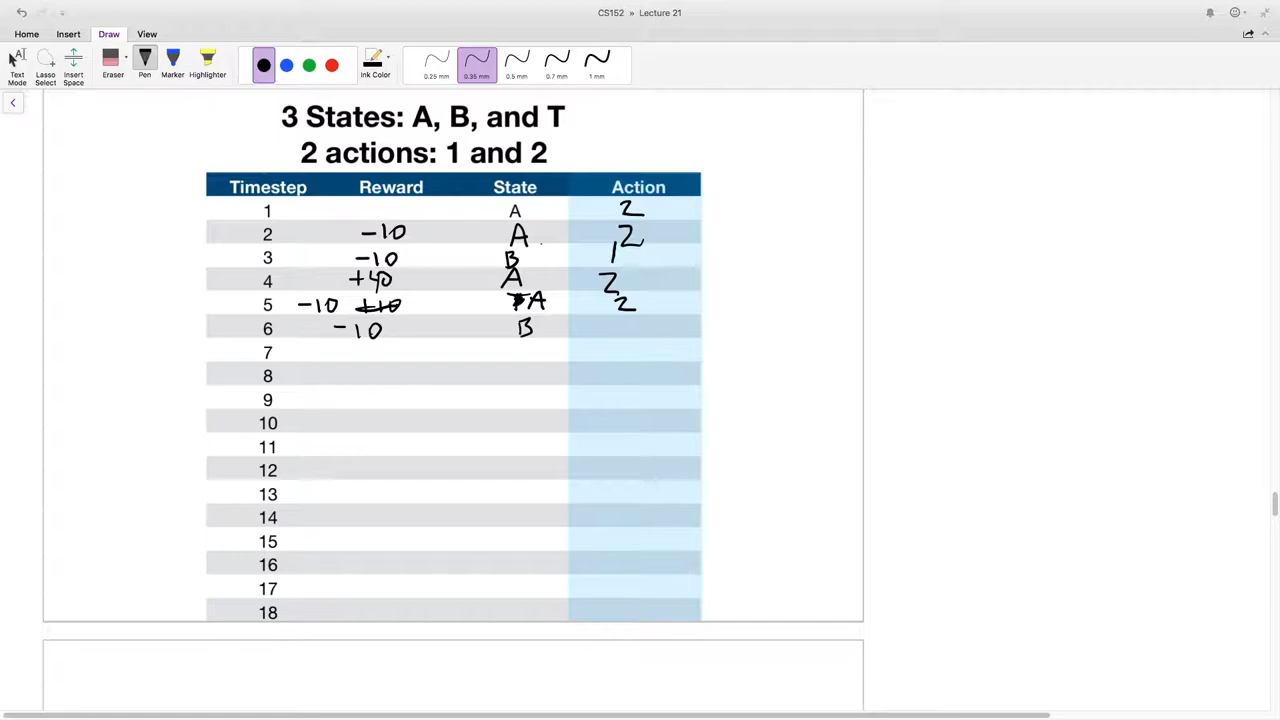 CS152 » Lecture 21
Home Insert Draw View
Text Mode Lasso Select Insert Space Eraser Pen Marker Highlighter Ink Color 0.25 mm 0.35 mm 0.5 mm 0.7 mm 1 mm
3 States: A, B, and T
2 actions: 1 and 2
Timestep Reward State Action
1 A 2
2 -10 A 2
3 -10 B 1
4 +40 A 2
5 -10 +10 T A 2
6 -10 B
7
8
9
10
11
12
13
14
15
16
17
18